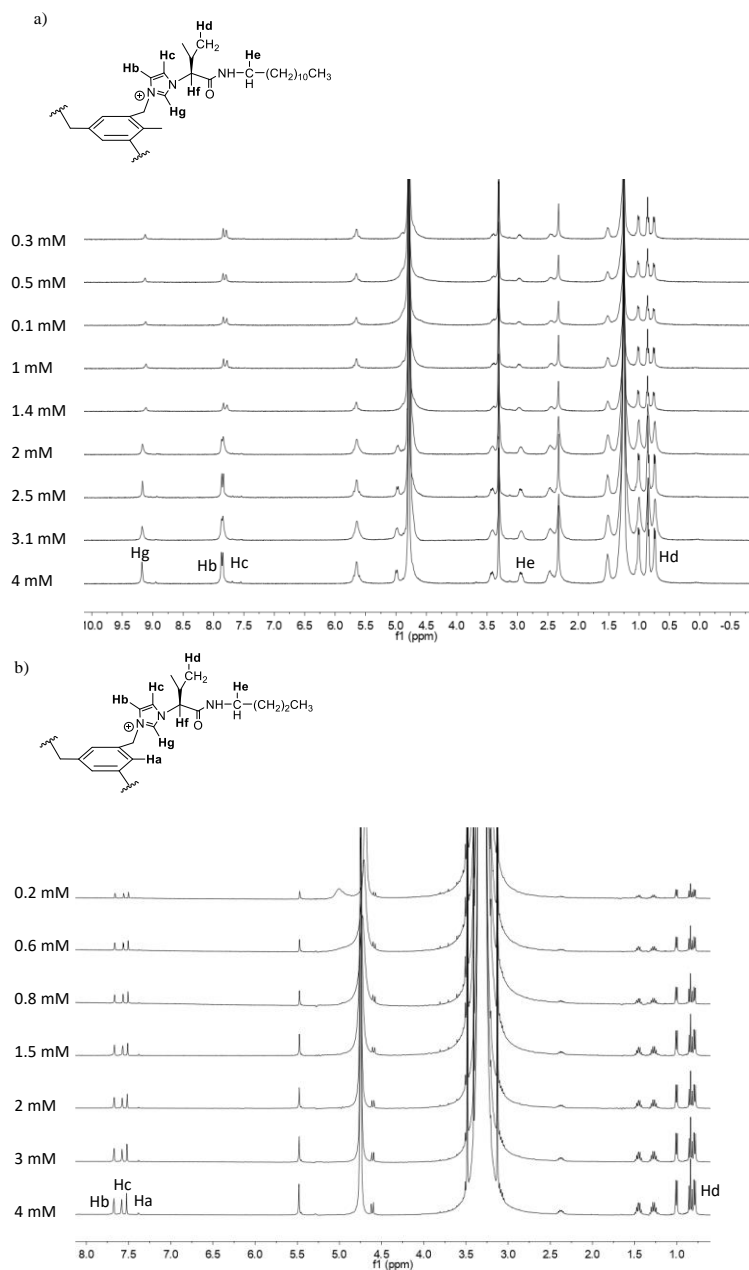 a)
Hd
CH2
Hc
He
Hb
N
NH
C
(CH2)10CH3
H
Hf
O
N
Hg
0.3 mM
0.5 mM
0.1 mM
1 mM
1.4 mM
2 mM
2.5 mM
3.1 mM
Hg
Hb Hc He Hd
4 mM
10.0 9.5 9.0 8.5 8.0 7.5 7.0 6.5 6.0 5.5 5.0 4.5 4.0 3.5 3.0 2.5 2.0 1.5 1.0 0.5 0.0 -0.5
f1 (ppm)
b)
Hd
CH2
Hc
He
Hb
N
NH
C
(CH2)2CH3
H
Hf
O
N
Hg
Ha
0.2 mM
0.6 mM
0.8 mM
1.5 mM
2 mM
3 mM
Hc
Hb Ha Hd
4 mM
8.0 7.5 7.0 6.5 6.0 5.5 5.0 4.5 4.0 3.5 3.0 2.5 2.0 1.5 1.0
f1 (ppm)